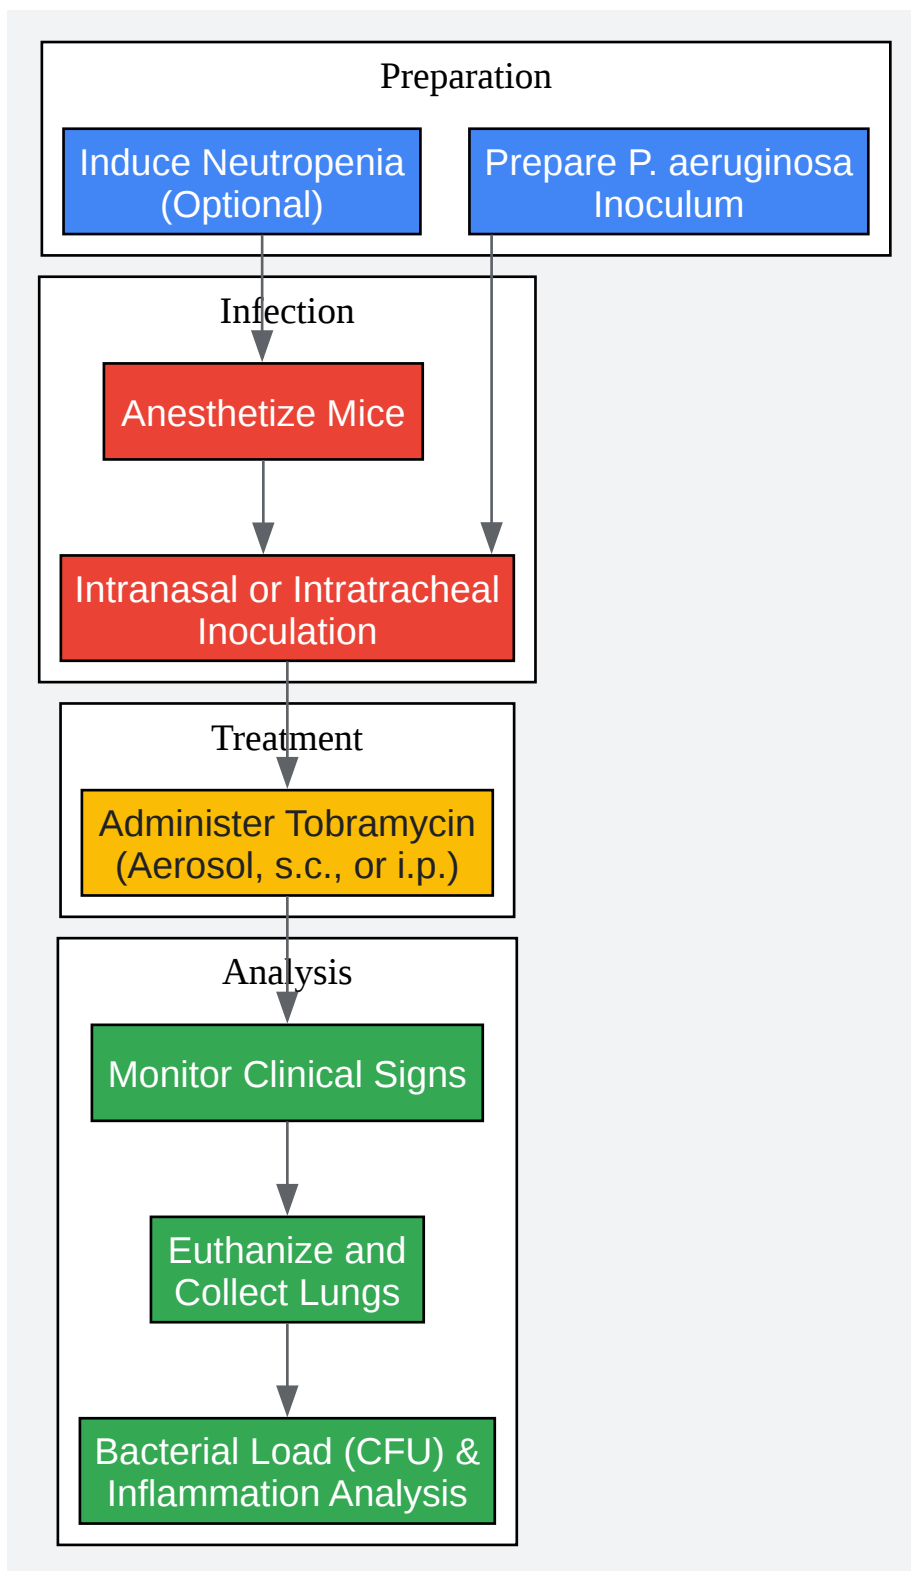 Preparation
Induce Neutropenia
(Optional)
Prepare P. aeruginosa
Inoculum
Infection
Anesthetize Mice
Intranasal or Intratracheal
Inoculation
Treatment
Administer Tobramycin
(Aerosol, s.c., or i.p.)
Analysis
Monitor Clinical Signs
Euthanize and
Collect Lungs
Bacterial Load (CFU) &
Inflammation Analysis